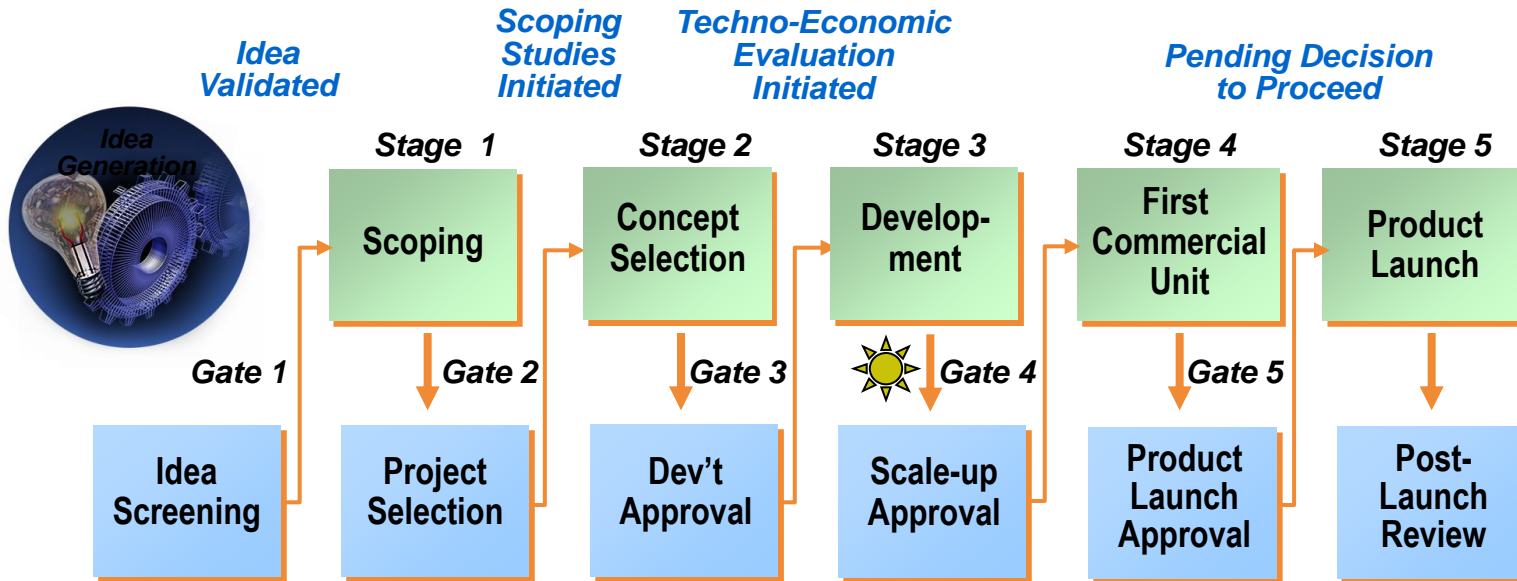 Idea
Validated
Scoping
Studies
Initiated
Techno-Economic
Evaluation
Initiated
Pending Decision
to Proceed
Idea
Generation
Stage 1
Stage 2
Stage 3
Stage 4
Stage 5
Scoping
Concept
Selection
Develop-
ment
First
Commercial
Unit
Product
Launch
Gate 1
Gate 2
Gate 3
Gate 4
Gate 5
Idea
Screening
Project
Selection
Dev't
Approval
Scale-up
Approval
Product
Launch
Approval
Post-
Launch
Review